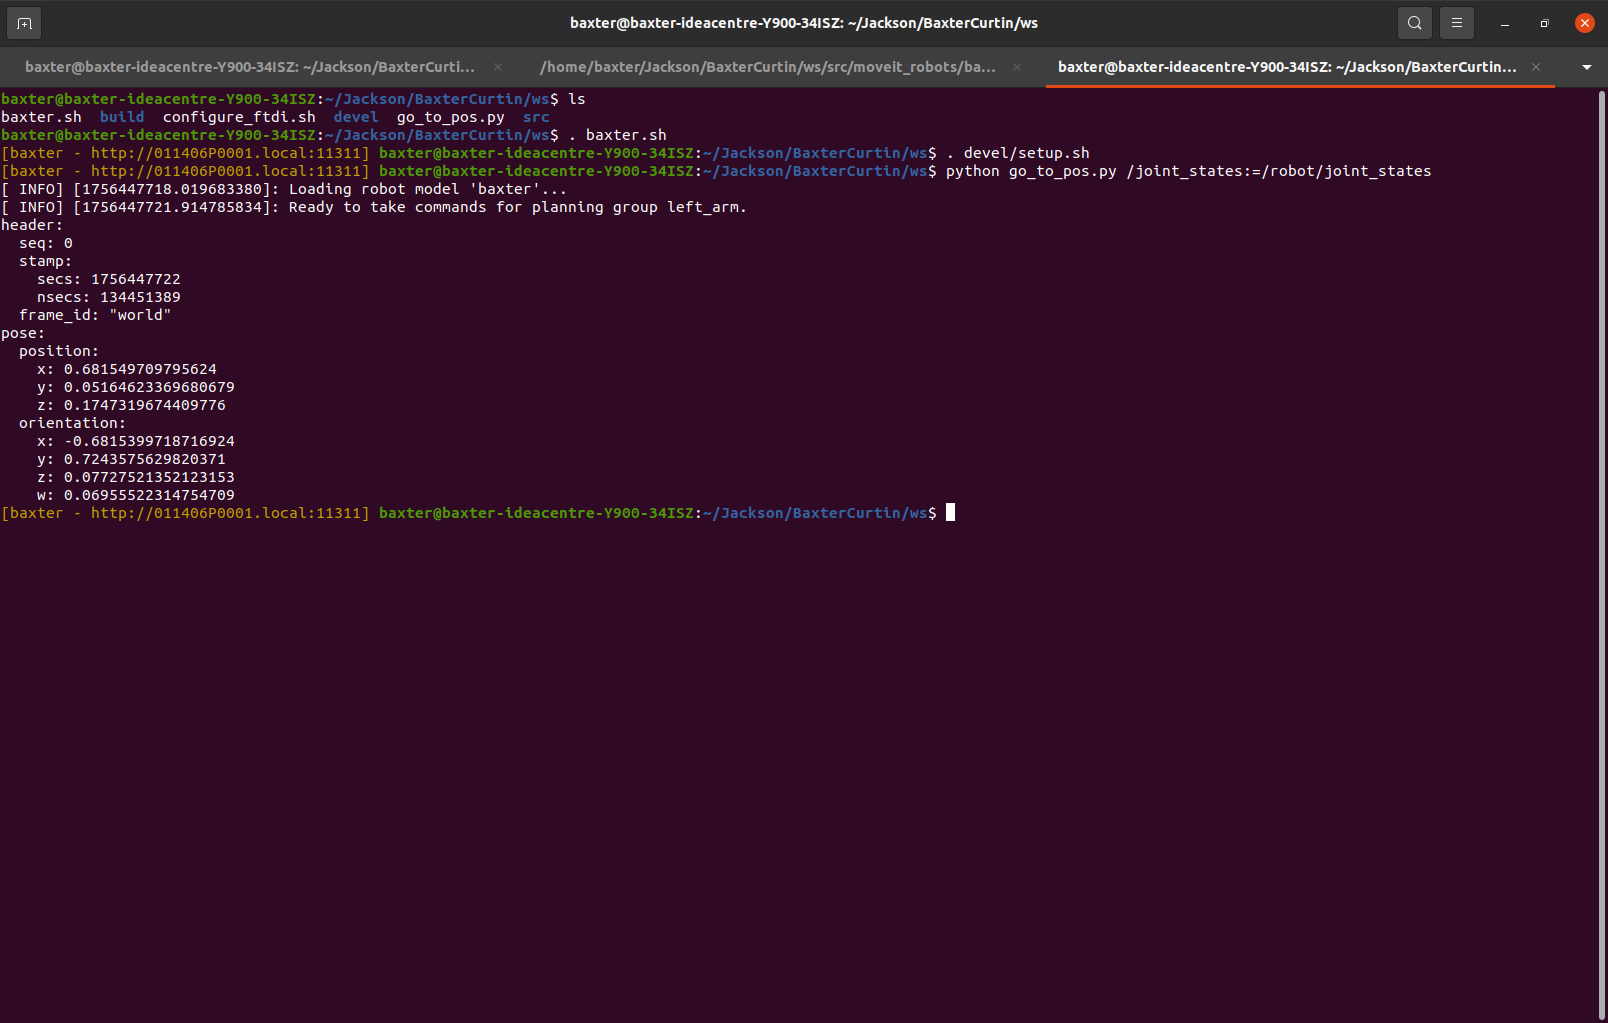 baxter@baxter-ideacentre-Y900-34ISZ: ~/Jackson/BaxterCurtin/ws
baxter@baxter-ideacentre-Y900-34ISZ: ~/Jackson/BaxterCurti...
/home/baxter/Jackson/BaxterCurtin/ws/src/moveit_robots/ba...
baxter@baxter-ideacentre-Y900-34ISZ: ~/Jackson/BaxterCurtin...
baxter@baxter-ideacentre-Y900-34ISZ:~/Jackson/BaxterCurtin/ws$ ls
baxter.sh  build  configure_ftdi.sh  devel  go_to_pos.py  src
baxter@baxter-ideacentre-Y900-34ISZ:~/Jackson/BaxterCurtin/ws$ . baxter.sh
[baxter - http://011406P0001.local:11311] baxter@baxter-ideacentre-Y900-34ISZ:~/Jackson/BaxterCurtin/ws$ . devel/setup.sh
[baxter - http://011406P0001.local:11311] baxter@baxter-ideacentre-Y900-34ISZ:~/Jackson/BaxterCurtin/ws$ python go_to_pos.py /joint_states:=/robot/joint_states
[ INFO] [1756447718.019683380]: Loading robot model 'baxter'...
[ INFO] [1756447721.914785834]: Ready to take commands for planning group left_arm.
header:
  seq: 0
  stamp:
    secs: 1756447722
    nsecs: 134451389
  frame_id: "world"
pose:
  position:
    x: 0.681549709795624
    y: 0.05164623369680679
    z: 0.1747319674409776
  orientation:
    x: -0.6815399718716924
    y: 0.7243575629820371
    z: 0.07727521352123153
    w: 0.06955522314754709
[baxter - http://011406P0001.local:11311] baxter@baxter-ideacentre-Y900-34ISZ:~/Jackson/BaxterCurtin/ws$